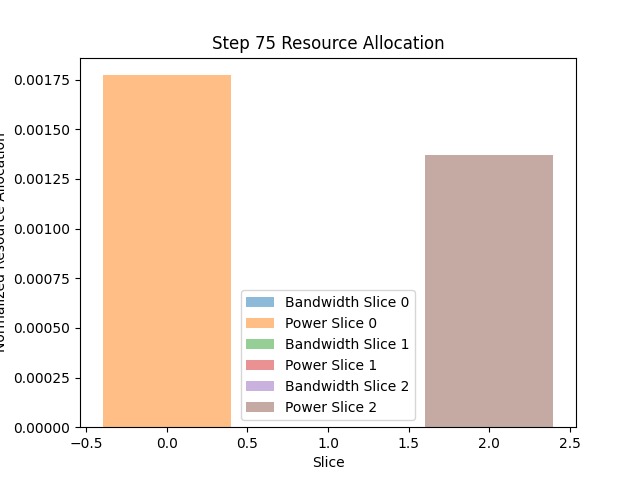 Step 75 Resource Allocation
Normalized Resource Allocation
0.00175
0.00150
0.00125
0.00100
0.00075
0.00050
0.00025
0.00000
Bandwidth Slice 0
Power Slice 0
Bandwidth Slice 1
Power Slice 1
Bandwidth Slice 2
Power Slice 2
−0.5 0.0 0.5 1.0 1.5 2.0 2.5
Slice